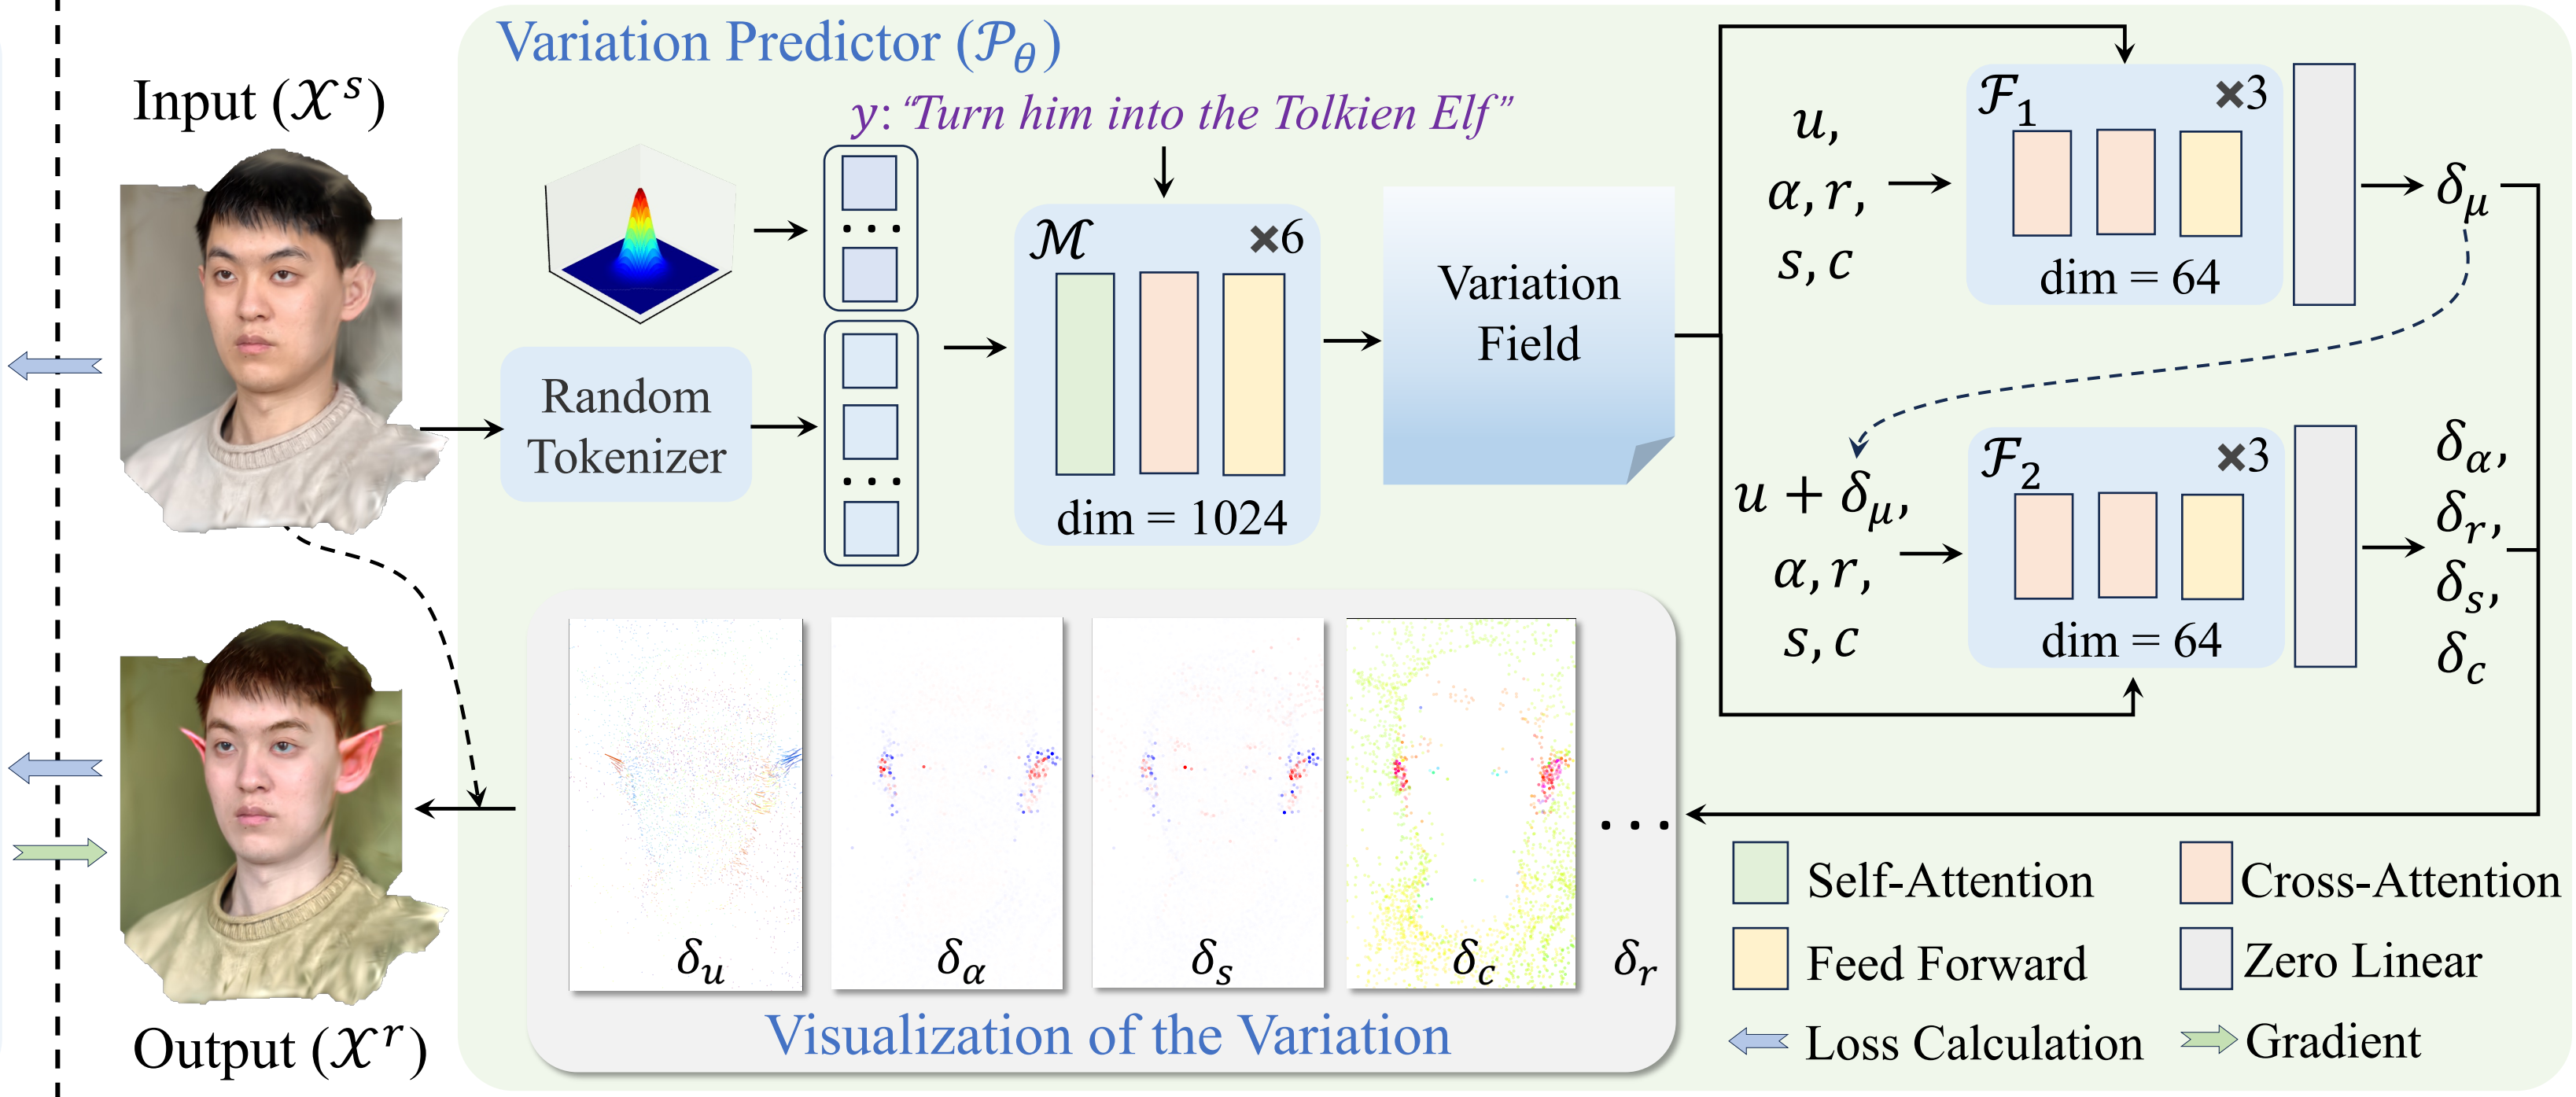 Variation Predictor (𝒫θ)
Input (𝒳ˢ)
y: “Turn him into the Tolkien Elf”
Random
Tokenizer
ℳ
×6
dim = 1024
Variation
Field
u,
α, r,
s, c
ℱ₁
×3
dim = 64
δμ
u + δμ,
α, r,
s, c
ℱ₂
×3
dim = 64
δα,
δr,
δs,
δc
δu
δα
δs
δc
δr
Visualization of the Variation
Output (𝒳ʳ)
Self-Attention
Cross-Attention
Feed Forward
Zero Linear
Loss Calculation
Gradient